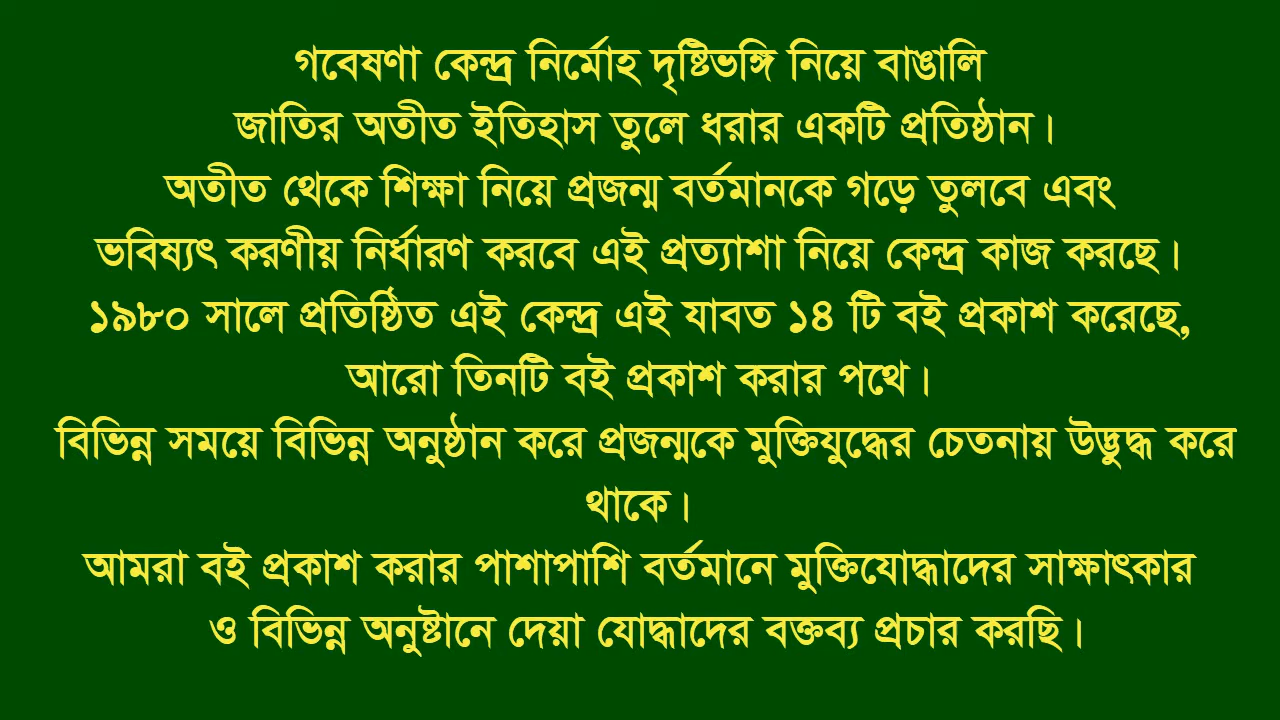 গবেষণা কেন্দ্র নির্মোহ দৃষ্টিভঙ্গি নিয়ে বাঙালি
জাতির অতীত ইতিহাস তুলে ধরার একটি প্রতিষ্ঠান।
অতীত থেকে শিক্ষা নিয়ে প্রজন্ম বর্তমানকে গড়ে তুলবে এবং
ভবিষ্যৎ করণীয় নির্ধারণ করবে এই প্রত্যাশা নিয়ে কেন্দ্র কাজ করছে।
১৯৮০ সালে প্রতিষ্ঠিত এই কেন্দ্র এই যাবত ১৪ টি বই প্রকাশ করেছে,
আরো তিনটি বই প্রকাশ করার পথে।
বিভিন্ন সময়ে বিভিন্ন অনুষ্ঠান করে প্রজন্মকে মুক্তিযুদ্ধের চেতনায় উদ্ভুদ্ধ করে
থাকে।
আমরা বই প্রকাশ করার পাশাপাশি বর্তমানে মুক্তিযোদ্ধাদের সাক্ষাৎকার
ও বিভিন্ন অনুষ্টানে দেয়া যোদ্ধাদের বক্তব্য প্রচার করছি।